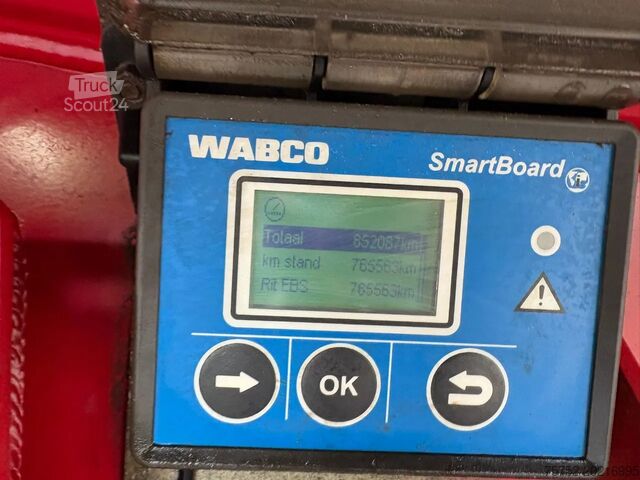 Truck
Scout24
WABCO
SmartBoard
Totaal 852087km
km stand 765563km
Rit EBS 765563km
OK